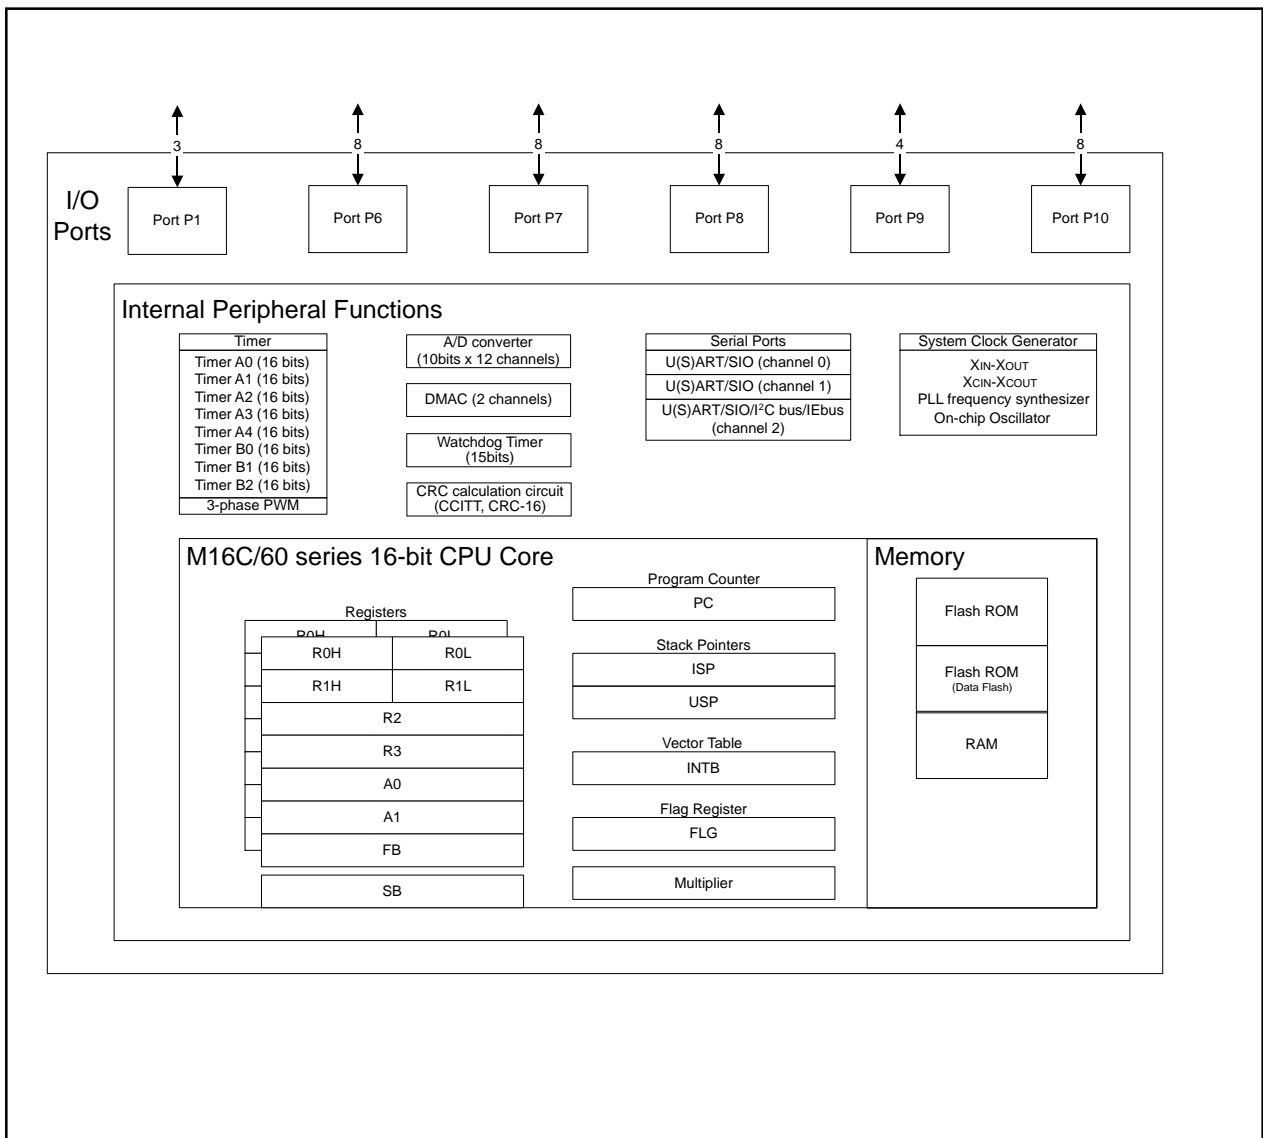 3 8 8 8 4 8
I/O
Ports
Port P1 Port P6 Port P7 Port P8 Port P9 Port P10
Internal Peripheral Functions
Timer
Timer A0 (16 bits)
Timer A1 (16 bits)
Timer A2 (16 bits)
Timer A3 (16 bits)
Timer A4 (16 bits)
Timer B0 (16 bits)
Timer B1 (16 bits)
Timer B2 (16 bits)
3-phase PWM
A/D converter
(10bits x 12 channels)
DMAC (2 channels)
Watchdog Timer
(15bits)
CRC calculation circuit
(CCITT, CRC-16)
Serial Ports
U(S)ART/SIO (channel 0)
U(S)ART/SIO (channel 1)
U(S)ART/SIO/I²C bus/IEbus
(channel 2)
System Clock Generator
XIN-XOUT
XCIN-XCOUT
PLL frequency synthesizer
On-chip Oscillator
M16C/60 series 16-bit CPU Core
Registers
R0H R0L
R0H R0L
R1H R1L
R2
R3
A0
A1
FB
SB
Program Counter
PC
Stack Pointers
ISP
USP
Vector Table
INTB
Flag Register
FLG
Multiplier
Memory
Flash ROM
Flash ROM
(Data Flash)
RAM